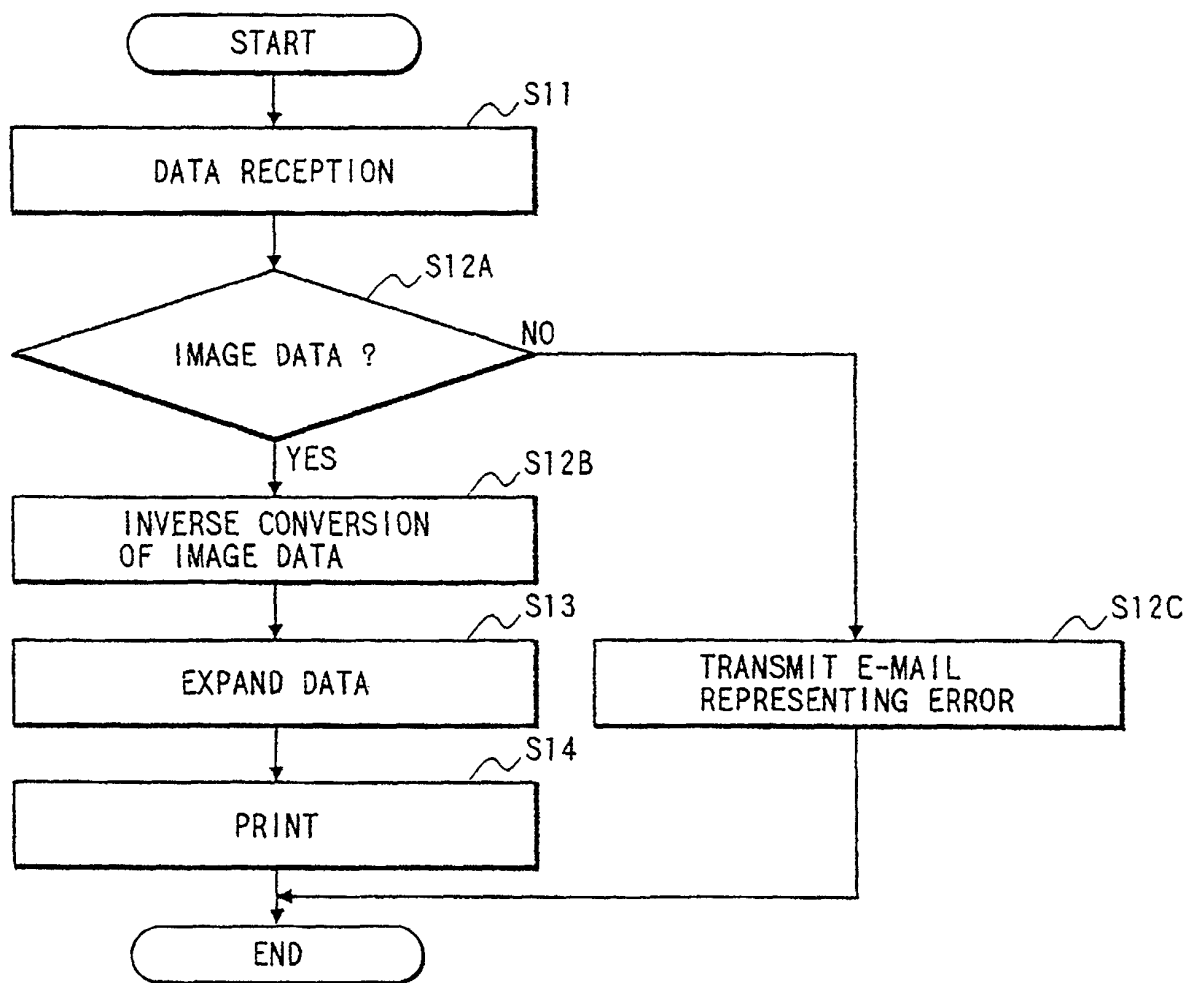 START
S11
DATA RECEPTION
S12A
IMAGE DATA ?
NO
YES
S12B
INVERSE CONVERSION
OF IMAGE DATA
S13
EXPAND DATA
S12C
TRANSMIT E-MAIL
REPRESENTING ERROR
S14
PRINT
END